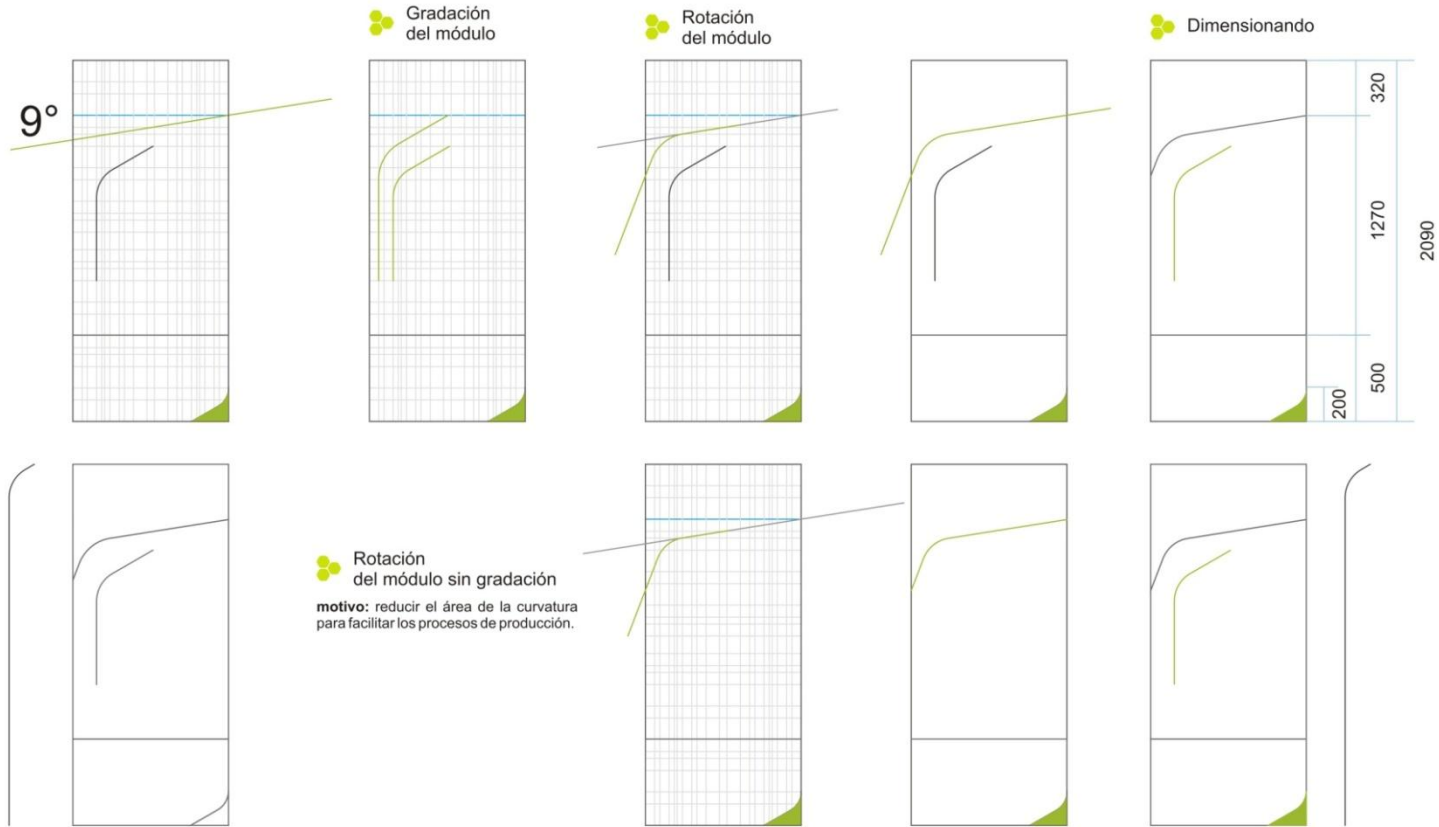 Gradación
del módulo
Rotación
del módulo
Dimensionando
9°
320
1270
2090
500
200
Rotación
del módulo sin gradación
motivo: reducir el área de la curvatura
para facilitar los procesos de producción.